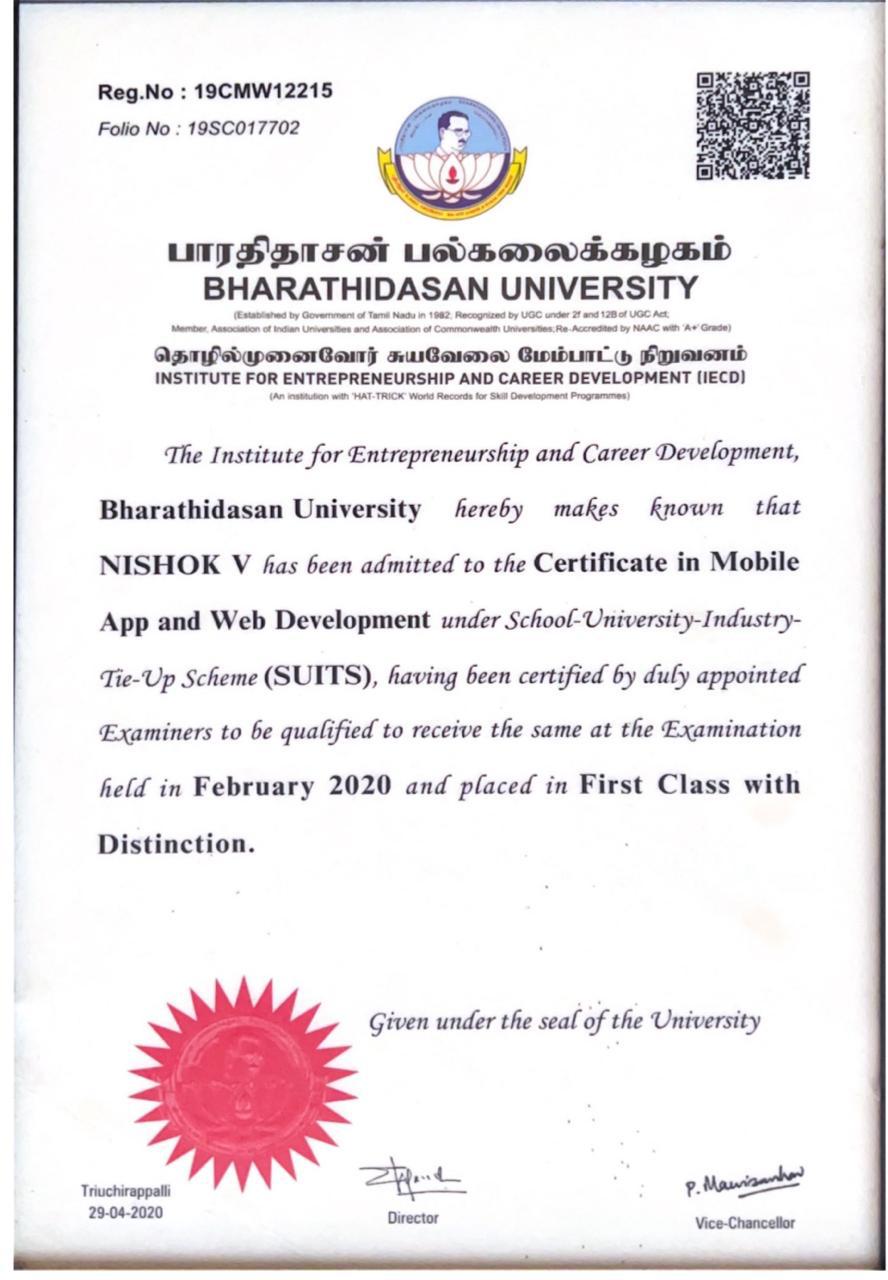 Reg.No : 19CMW12215
Folio No : 19SC017702
பாரதிதாசன் பல்கலைக்கழகம்
BHARATHIDASAN UNIVERSITY
(Established by Government of Tamil Nadu in 1982; Recognized by UGC under 2f and 12B of UGC Act;
Member, Association of Indian Universities and Association of Commonwealth Universities;Re-Accredited by NAAC with 'A+' Grade)
தொழில்முனைவோர் சுயவேலை மேம்பாட்டு நிறுவனம்
INSTITUTE FOR ENTREPRENEURSHIP AND CAREER DEVELOPMENT (IECD)
(An institution with 'HAT-TRICK' World Records for Skill Development Programmes)
The Institute for Entrepreneurship and Career Development,
Bharathidasan University hereby makes known that
NISHOK V has been admitted to the Certificate in Mobile
App and Web Development under School-University-Industry-
Tie-Up Scheme (SUITS), having been certified by duly appointed
Examiners to be qualified to receive the same at the Examination
held in February 2020 and placed in First Class with
Distinction.
Given under the seal of the University
Triuchirappalli
29-04-2020
Director
P. Manisankar
Vice-Chancellor